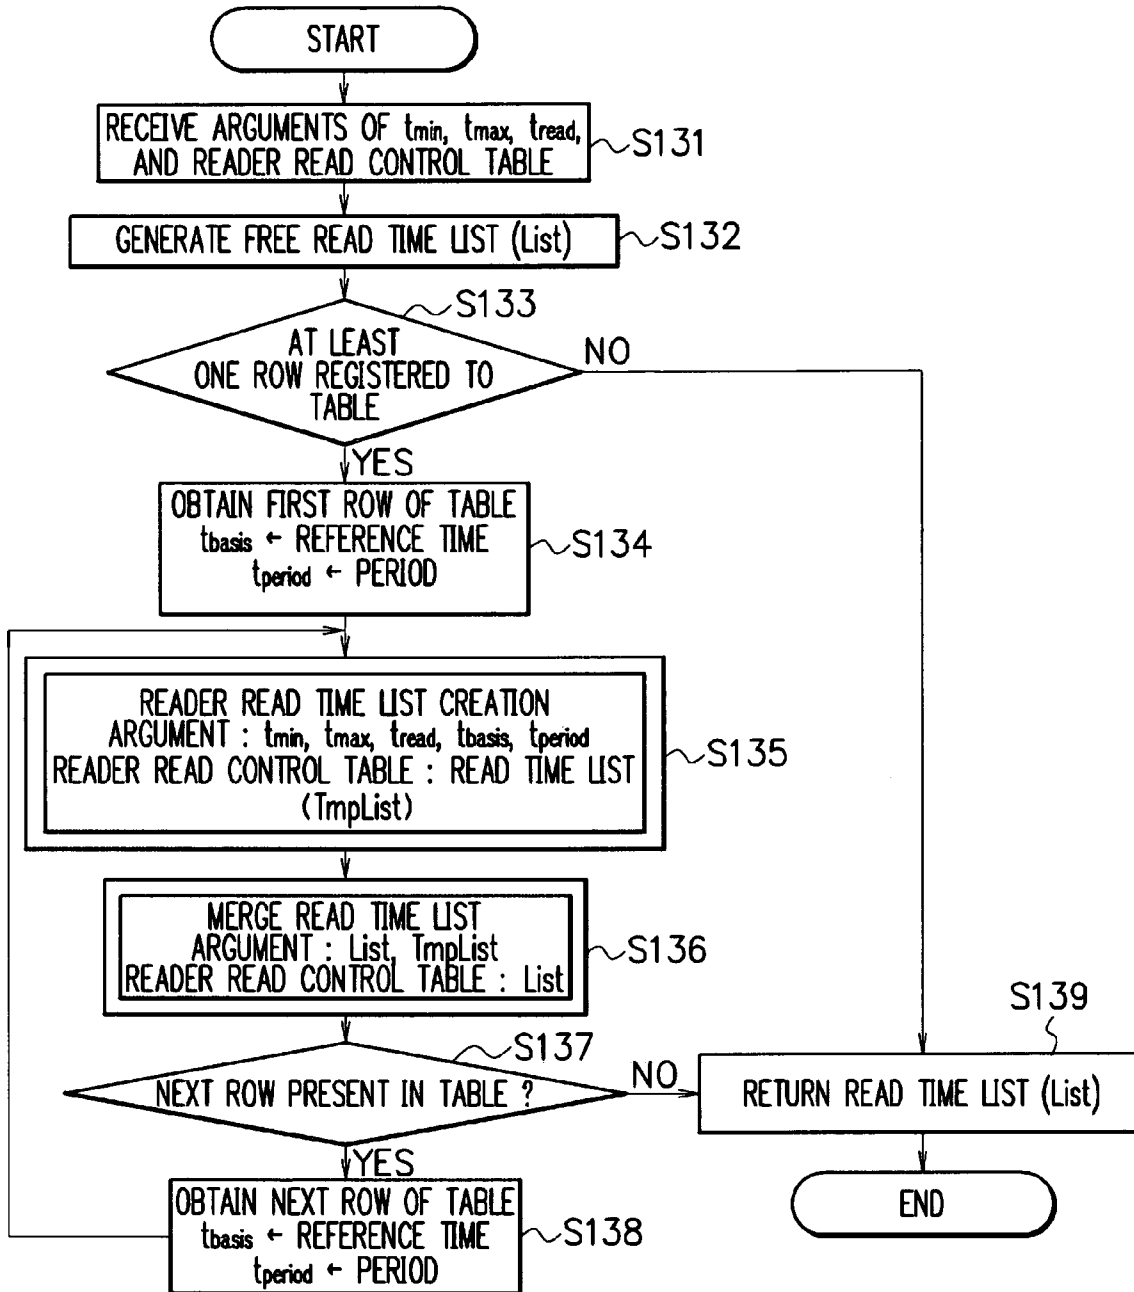 START
RECEIVE ARGUMENTS OF tmin, tmax, tread,
AND READER READ CONTROL TABLE
S131
GENERATE FREE READ TIME LIST (List)
S132
S133
AT LEAST
ONE ROW REGISTERED TO
TABLE
NO
YES
OBTAIN FIRST ROW OF TABLE
tbasis ← REFERENCE TIME
tperiod ← PERIOD
S134
READER READ TIME LIST CREATION
ARGUMENT : tmin, tmax, tread, tbasis, tperiod
READER READ CONTROL TABLE : READ TIME LIST
(TmpList)
S135
MERGE READ TIME LIST
ARGUMENT : List, TmpList
READER READ CONTROL TABLE : List
S136
S137
NEXT ROW PRESENT IN TABLE ?
NO
YES
S139
RETURN READ TIME LIST (List)
OBTAIN NEXT ROW OF TABLE
tbasis ← REFERENCE TIME
tperiod ← PERIOD
S138
END